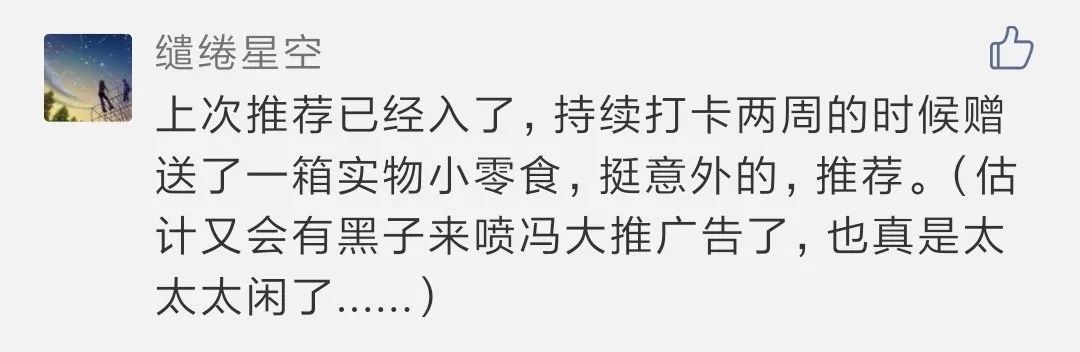 缱绻星空
上次推荐已经入了，持续打卡两周的时候赠
送了一箱实物小零食，挺意外的，推荐。（估
计又会有黑子来喷冯大推广告了，也真是太
太太闲了......）